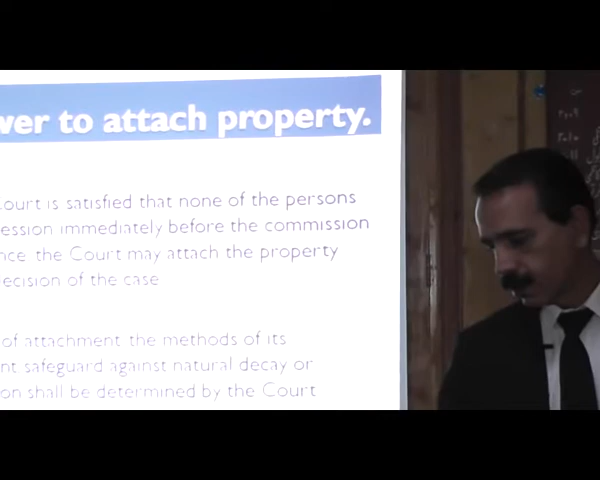 wer to attach property.
Court is satisfied that none of the persons
ession immediately before the commission
nce, the Court may attach the property
ecision of the case
of attachment the methods of its
nt, safeguard against natural decay or
on shall be determined by the Court
۲۰۰۹
۲۰۱۰